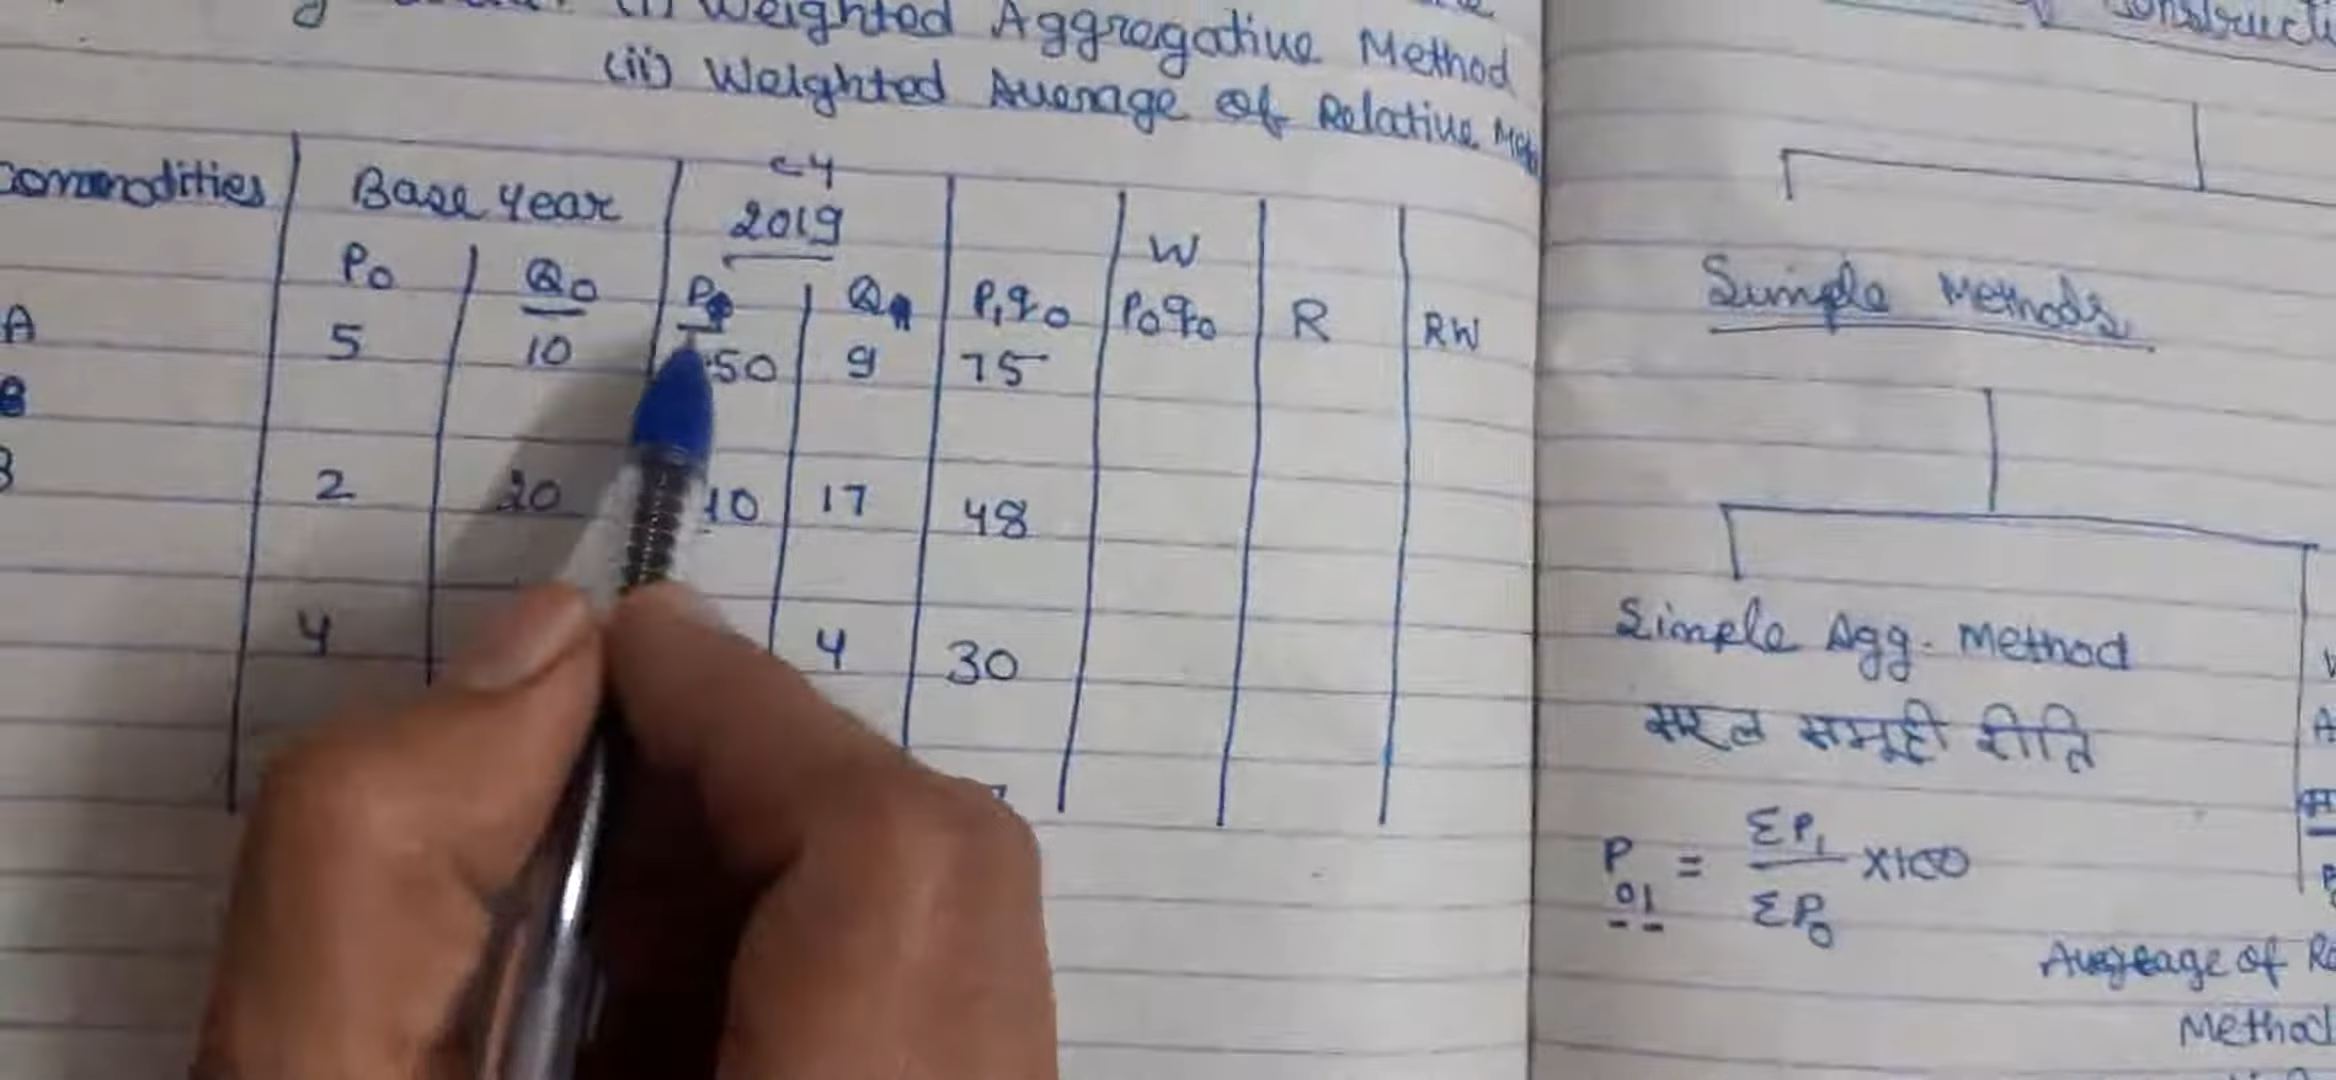 (i) Weighted Aggregative Method
(ii) Weighted Average Of Relative
Commodities Base year C Y
2019 W
P0 Q0 P1 Q1 P1q0 P0q0 R RW
A 5 10 .50 9 75
B
B 2 20 10 17 48
4 4 30
Simple Methods
Simple Agg. Method
सरल समूही रीति
P01 = ΣP1 / ΣP0 ×100
Average of
Method